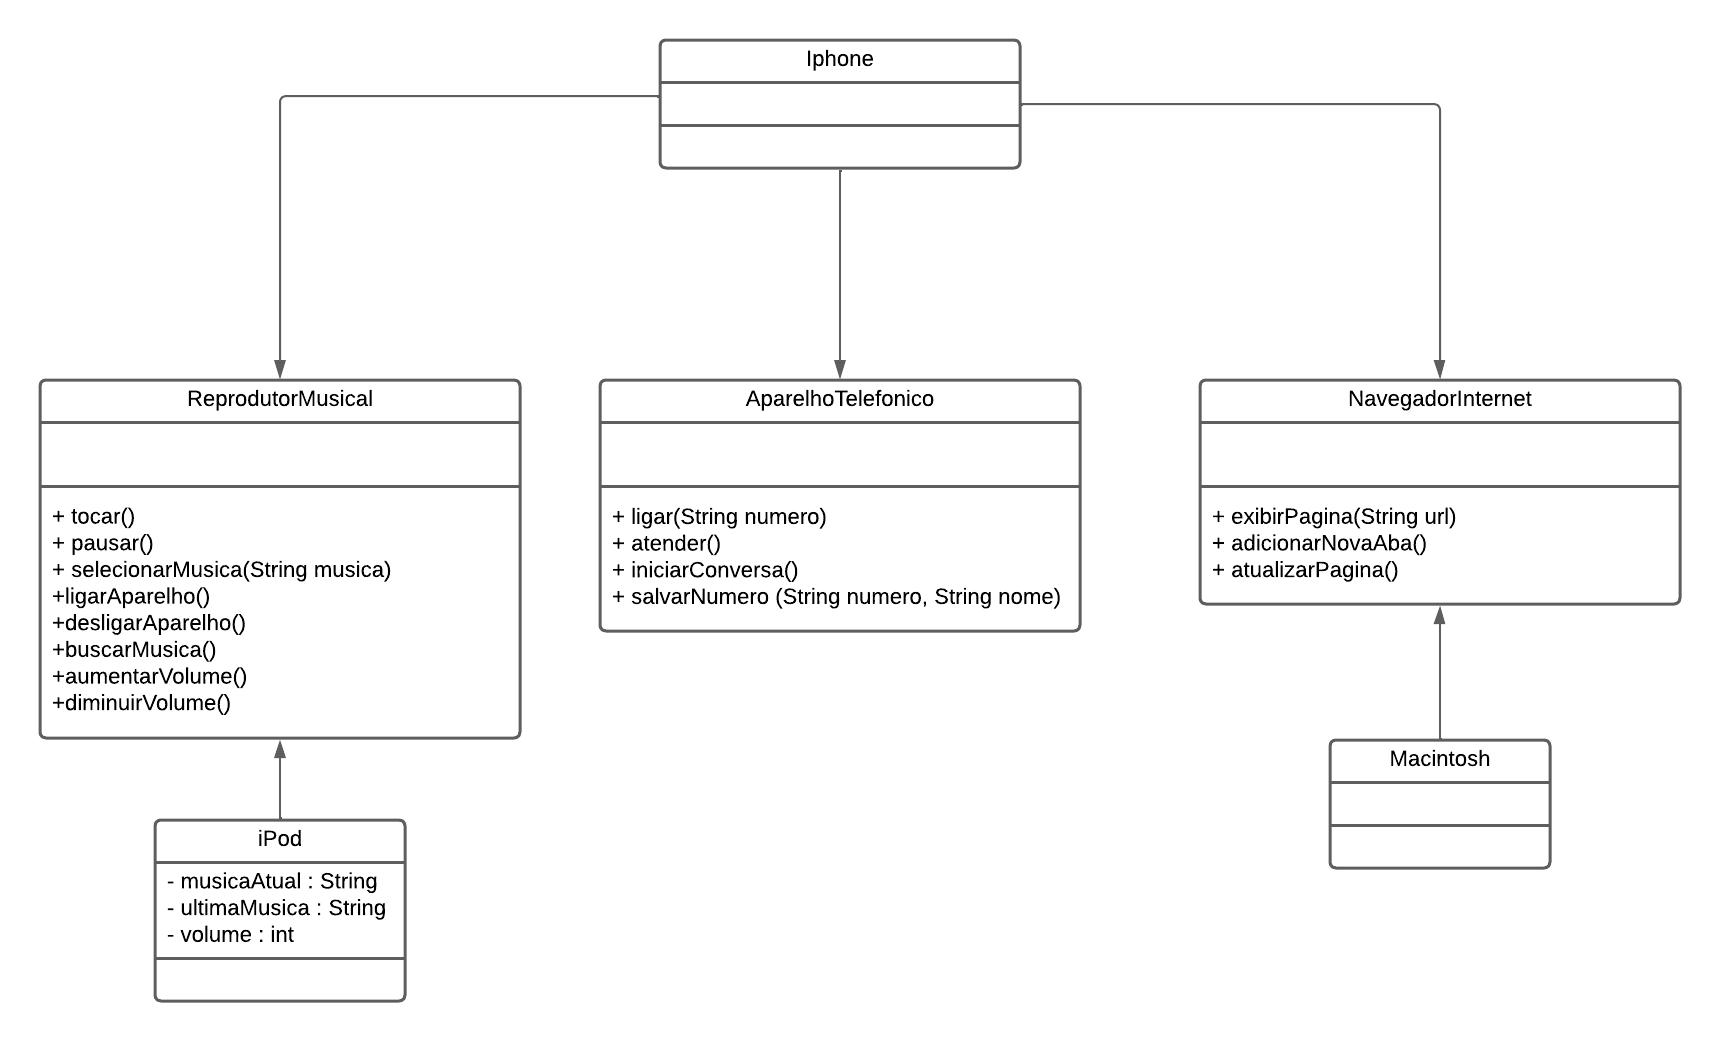 Iphone
ReprodutorMusical
+ tocar()
+ pausar()
+ selecionarMusica(String musica)
+ligarAparelho()
+desligarAparelho()
+buscarMusica()
+aumentarVolume()
+diminuirVolume()
AparelhoTelefonico
+ ligar(String numero)
+ atender()
+ iniciarConversa()
+ salvarNumero (String numero, String nome)
NavegadorInternet
+ exibirPagina(String url)
+ adicionarNovaAba()
+ atualizarPagina()
iPod
- musicaAtual : String
- ultimaMusica : String
- volume : int
Macintosh